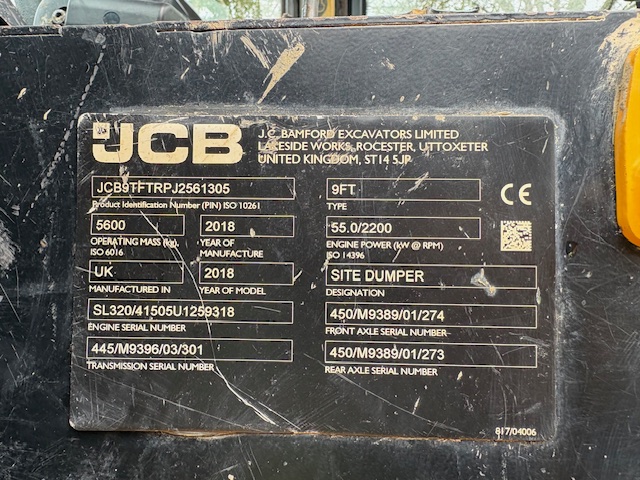 JCB
J.C. BAMFORD EXCAVATORS LIMITED
LAKESIDE WORKS, ROCESTER, UTTOXETER
UNITED KINGDOM, ST14 5JP
JCB9TFTRPJ2561305
Product Identification Number (PIN) ISO 10261
9FT
TYPE
CE
5600
OPERATING MASS (kg)
ISO 6016
2018
YEAR OF
MANUFACTURE
55.0/2200
ENGINE POWER (kW @ RPM)
ISO 14396
UK
MANUFACTURED IN
2018
YEAR OF MODEL
SITE DUMPER
DESIGNATION
SL320/41505U1259318
ENGINE SERIAL NUMBER
450/M9389/01/274
FRONT AXLE SERIAL NUMBER
445/M9396/03/301
TRANSMISSION SERIAL NUMBER
450/M9389/01/273
REAR AXLE SERIAL NUMBER
817/04006